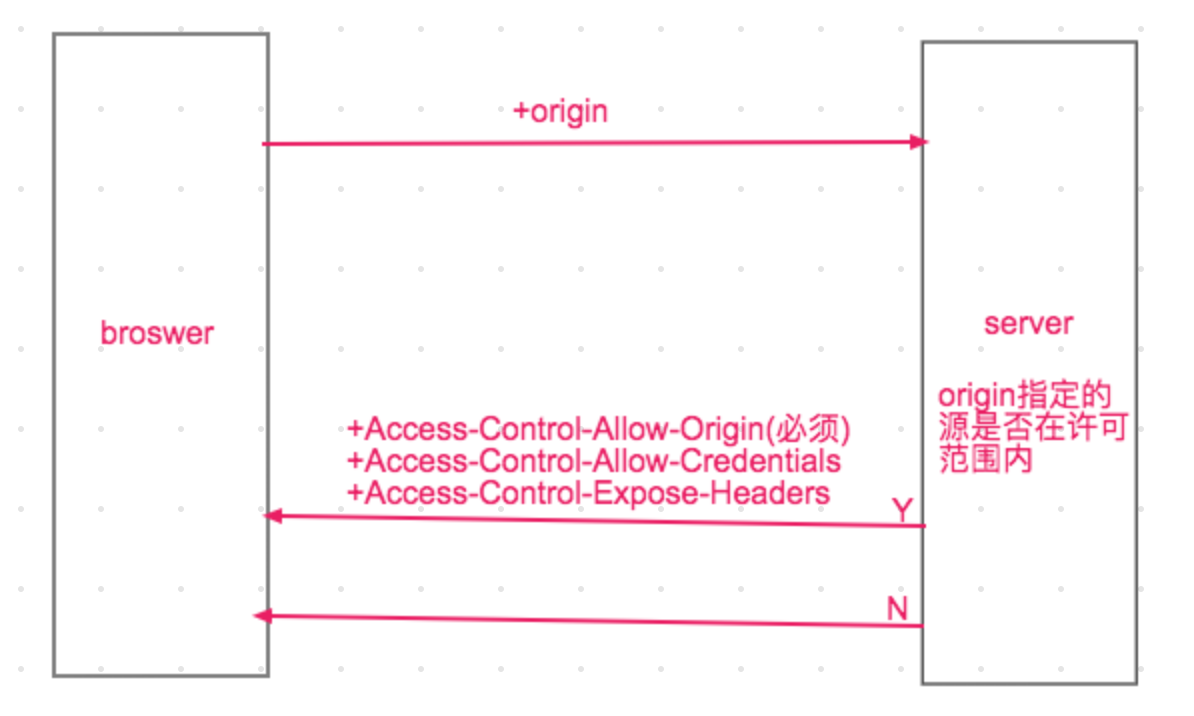 +origin
broswer
server
origin指定的
源是否在许可
范围内
+Access-Control-Allow-Origin(必须)
+Access-Control-Allow-Credentials
+Access-Control-Expose-Headers
Y
N